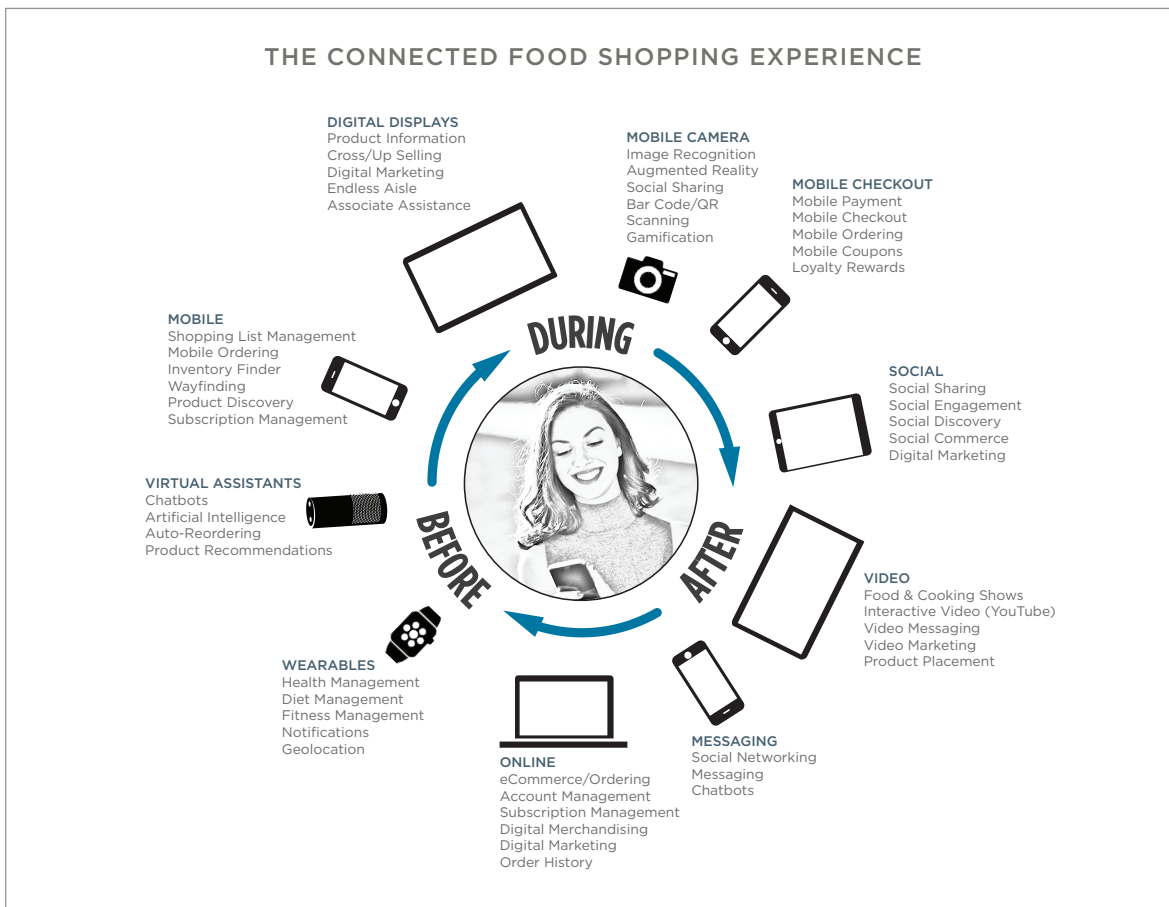 THE CONNECTED FOOD SHOPPING EXPERIENCE
DIGITAL DISPLAYS
Product Information
Cross/Up Selling
Digital Marketing
Endless Aisle
Associate Assistance
MOBILE CAMERA
Image Recognition
Augmented Reality
Social Sharing
Bar Code/QR
Scanning
Gamification
MOBILE CHECKOUT
Mobile Payment
Mobile Checkout
Mobile Ordering
Mobile Coupons
Loyalty Rewards
MOBILE
Shopping List Management
Mobile Ordering
Inventory Finder
Wayfinding
Product Discovery
Subscription Management
DURING
SOCIAL
Social Sharing
Social Engagement
Social Discovery
Social Commerce
Digital Marketing
VIRTUAL ASSISTANTS
Chatbots
Artificial Intelligence
Auto-Reordering
Product Recommendations
BEFORE
AFTER
VIDEO
Food & Cooking Shows
Interactive Video (YouTube)
Video Messaging
Video Marketing
Product Placement
WEARABLES
Health Management
Diet Management
Fitness Management
Notifications
Geolocation
ONLINE
eCommerce/Ordering
Account Management
Subscription Management
Digital Merchandising
Digital Marketing
Order History
MESSAGING
Social Networking
Messaging
Chatbots